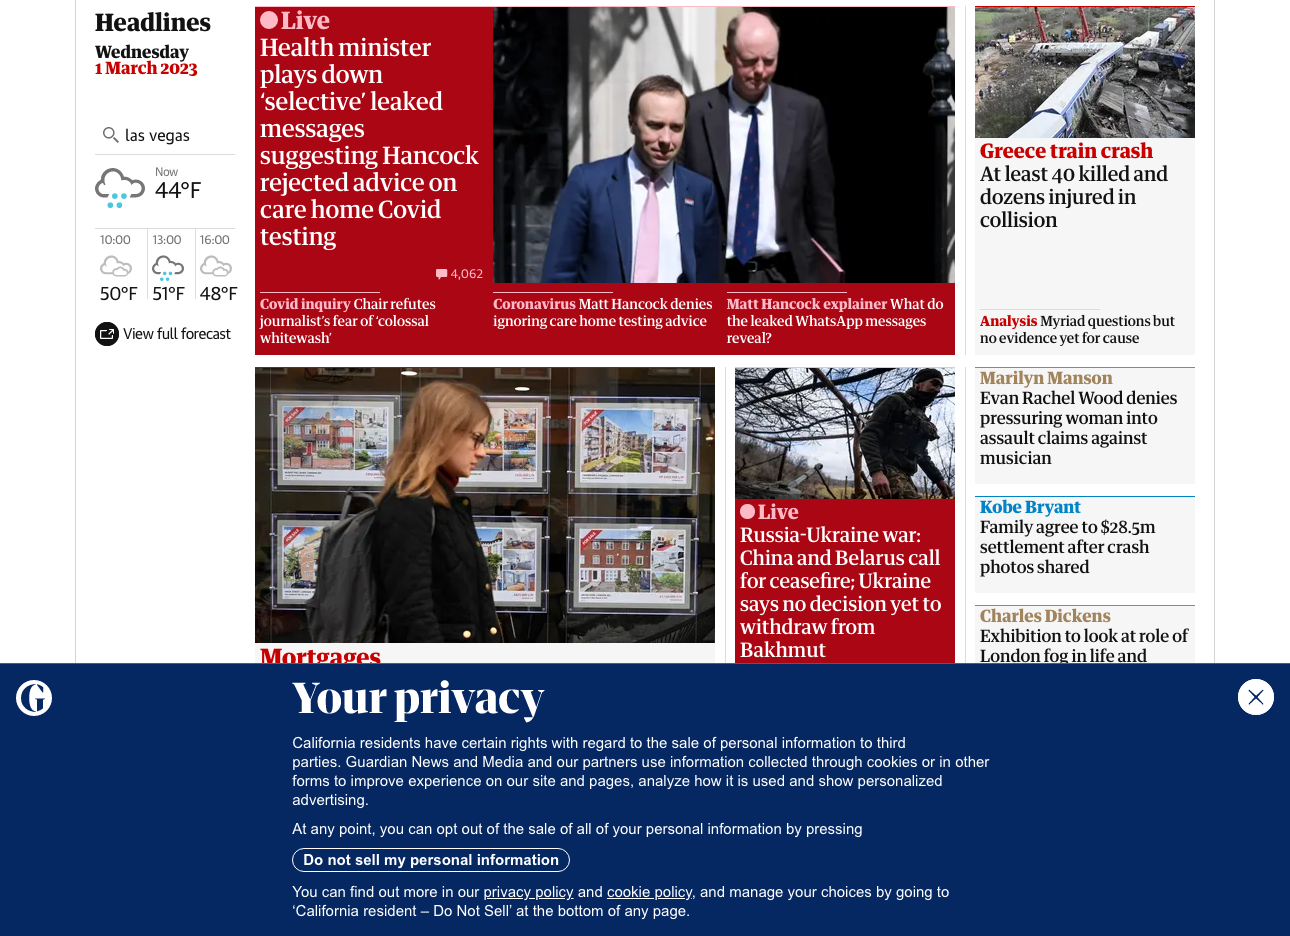 Headlines
Wednesday
1 March 2023
las vegas
Now
44°F
10:00
13:00
16:00
50°F
51°F
48°F
View full forecast
Live
Health minister
plays down
‘selective’ leaked
messages
suggesting Hancock
rejected advice on
care home Covid
testing
4,062
Covid inquiry Chair refutes
journalist’s fear of ‘colossal
whitewash’
Coronavirus Matt Hancock denies
ignoring care home testing advice
Matt Hancock explainer What do
the leaked WhatsApp messages
reveal?
Greece train crash
At least 40 killed and
dozens injured in
collision
Analysis Myriad questions but
no evidence yet for cause
Mortgages
Live
Russia-Ukraine war:
China and Belarus call
for ceasefire; Ukraine
says no decision yet to
withdraw from
Bakhmut
Marilyn Manson
Evan Rachel Wood denies
pressuring woman into
assault claims against
musician
Kobe Bryant
Family agree to $28.5m
settlement after crash
photos shared
Charles Dickens
Exhibition to look at role of
London fog in life and
Your privacy
California residents have certain rights with regard to the sale of personal information to third
parties. Guardian News and Media and our partners use information collected through cookies or in other
forms to improve experience on our site and pages, analyze how it is used and show personalized
advertising.
At any point, you can opt out of the sale of all of your personal information by pressing
Do not sell my personal information
You can find out more in our privacy policy and cookie policy, and manage your choices by going to
‘California resident – Do Not Sell’ at the bottom of any page.